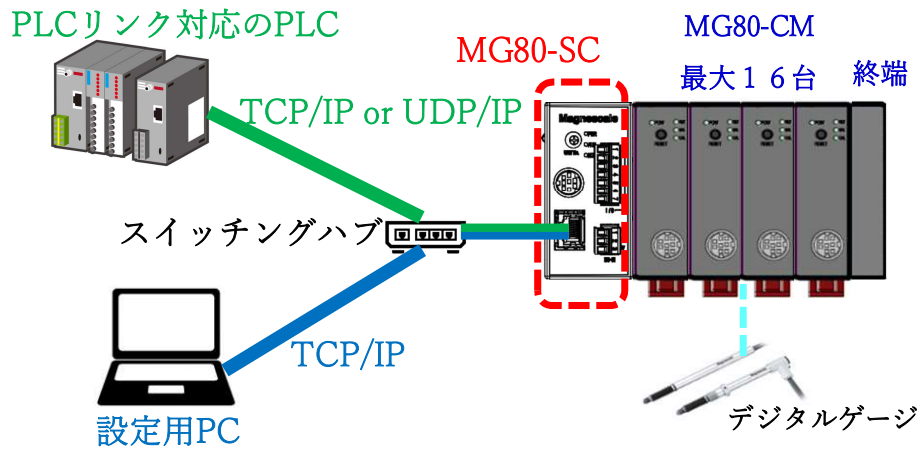 PLCリンク対応のPLC
MG80-SC
MG80-CM
最大１６台
終端
TCP/IP or UDP/IP
Magnescale
スイッチングハブ
TCP/IP
設定用PC
デジタルゲージ